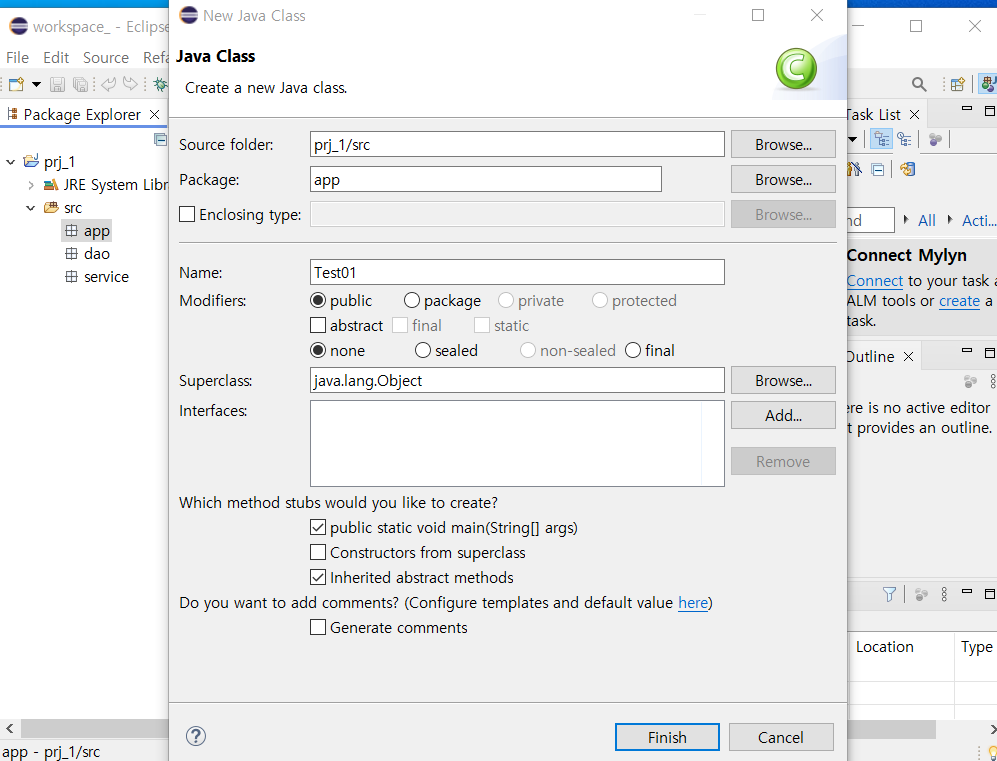 workspace_ - Eclipse
File Edit Source Refa
Package Explorer
prj_1
JRE System Libr
src
app
dao
service
app - prj_1/src
New Java Class
Java Class
Create a new Java class.
Source folder: prj_1/src Browse...
Package: app Browse...
Enclosing type: Browse...
Name: Test01
Modifiers: public package private protected
abstract final static
none sealed non-sealed final
Superclass: java.lang.Object Browse...
Interfaces: Add...
Remove
Which method stubs would you like to create?
public static void main(String[] args)
Constructors from superclass
Inherited abstract methods
Do you want to add comments? (Configure templates and default value here)
Generate comments
? Finish Cancel
Task List
nd All Acti...
Connect Mylyn
Connect to your task a
ALM tools or create a
task.
Outline
ere is no active editor
t provides an outline.
Location Type